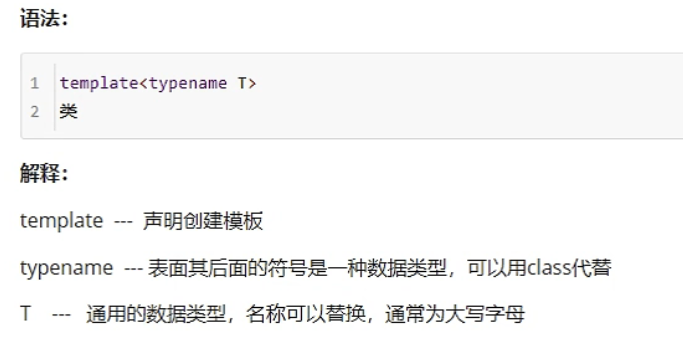 语法：
1 template<typename T>
2 类
解释：
template --- 声明创建模板
typename --- 表面其后面的符号是一种数据类型，可以用class代替
T --- 通用的数据类型，名称可以替换，通常为大写字母